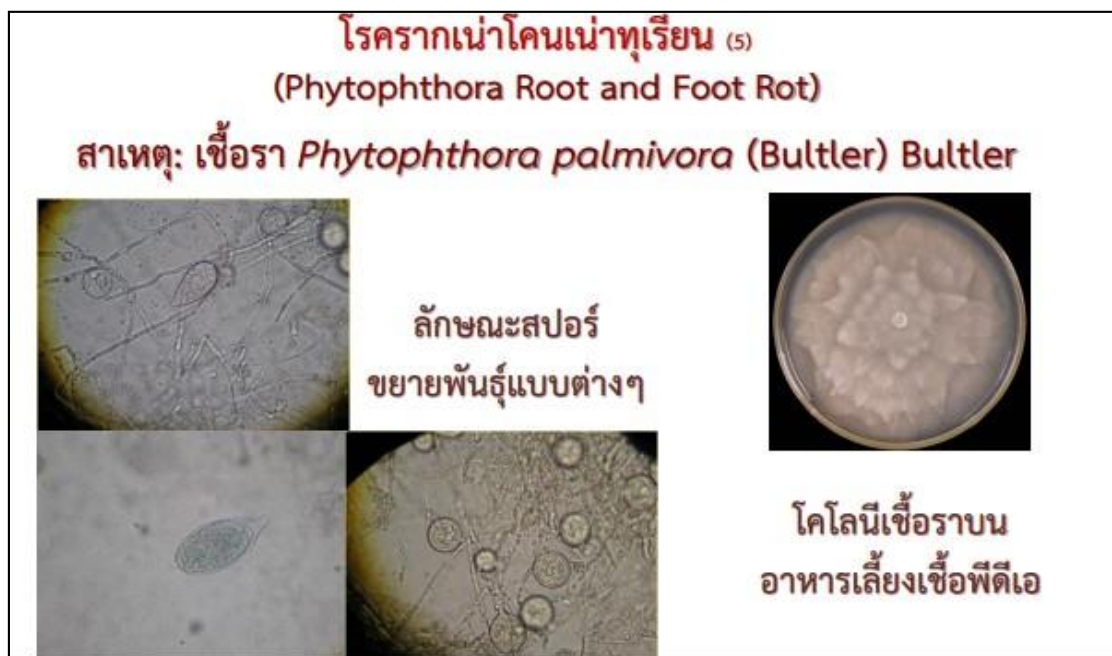 โรครากเน่าโคนเน่าทุเรียน (5)
(Phytophthora Root and Foot Rot)
สาเหตุ: เชื้อรา Phytophthora palmivora (Bultler) Bultler
ลักษณะสปอร์
ขยายพันธุ์แบบต่างๆ
โคโลนีเชื้อราบน
อาหารเลี้ยงเชื้อพีดีเอ